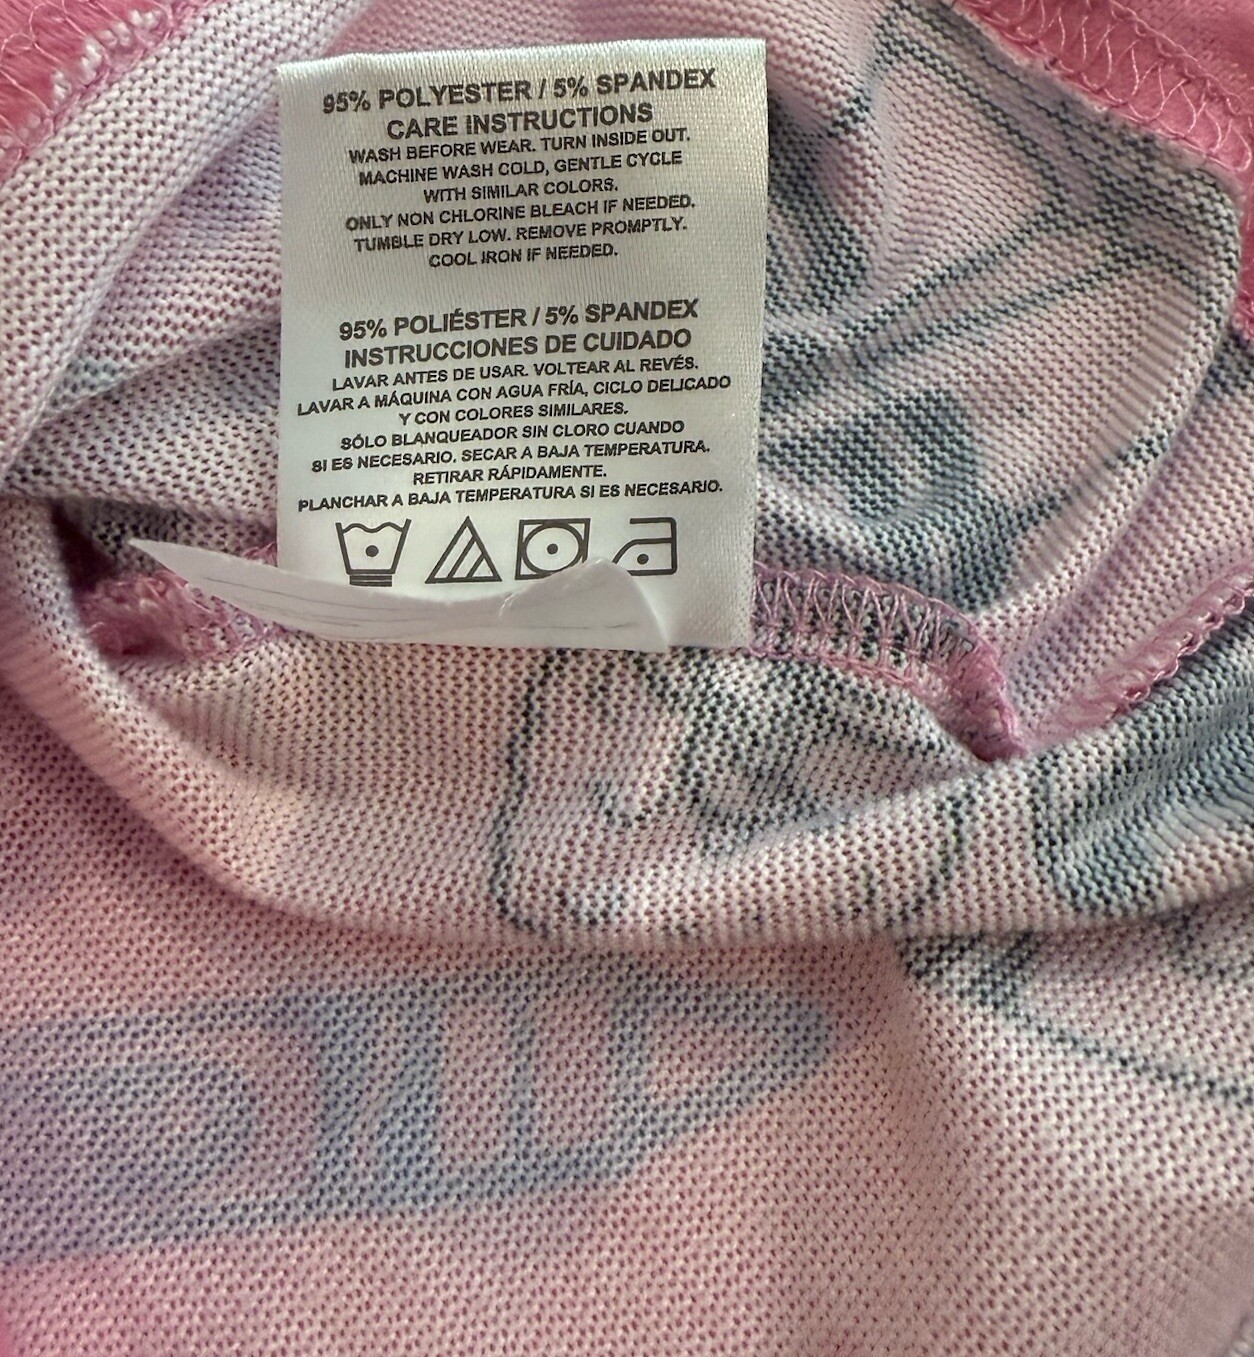 95% POLYESTER / 5% SPANDEX
CARE INSTRUCTIONS
WASH BEFORE WEAR. TURN INSIDE OUT.
MACHINE WASH COLD, GENTLE CYCLE
WITH SIMILAR COLORS.
ONLY NON CHLORINE BLEACH IF NEEDED.
TUMBLE DRY LOW. REMOVE PROMPTLY.
COOL IRON IF NEEDED.
95% POLIÉSTER / 5% SPANDEX
INSTRUCCIONES DE CUIDADO
LAVAR ANTES DE USAR. VOLTEAR AL REVÉS.
LAVAR A MÁQUINA CON AGUA FRÍA, CICLO DELICADO
Y CON COLORES SIMILARES.
SÓLO BLANQUEADOR SIN CLORO CUANDO
SI ES NECESARIO. SECAR A BAJA TEMPERATURA.
RETIRAR RÁPIDAMENTE.
PLANCHAR A BAJA TEMPERATURA SI ES NECESARIO.